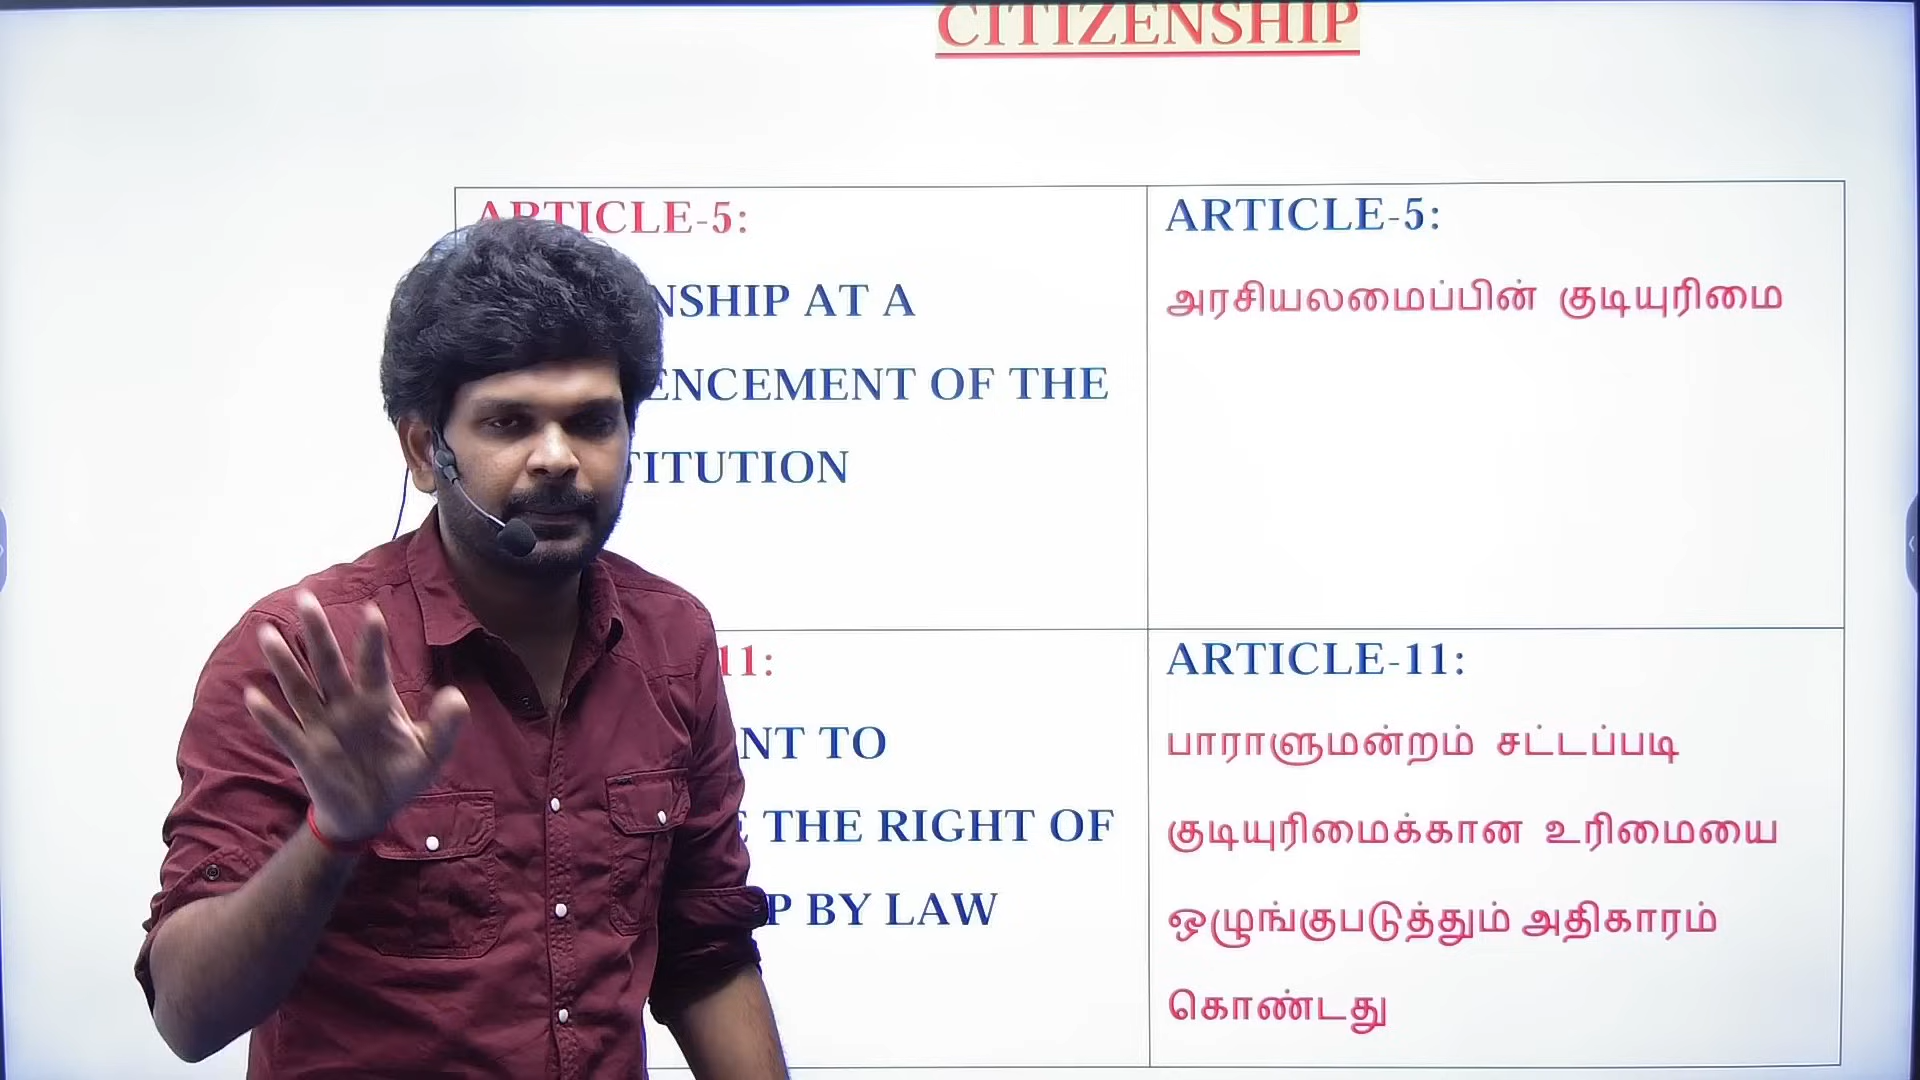 CITIZENSHIP
ARTICLE-5:
NSHIP AT A
ENCEMENT OF THE
TITUTION
ARTICLE-5:
அரசியலமைப்பின் குடியுரிமை
11:
NT TO
E THE RIGHT OF
P BY LAW
ARTICLE-11:
பாராளுமன்றம் சட்டப்படி
குடியுரிமைக்கான உரிமையை
ஒழுங்குபடுத்தும் அதிகாரம்
கொண்டது